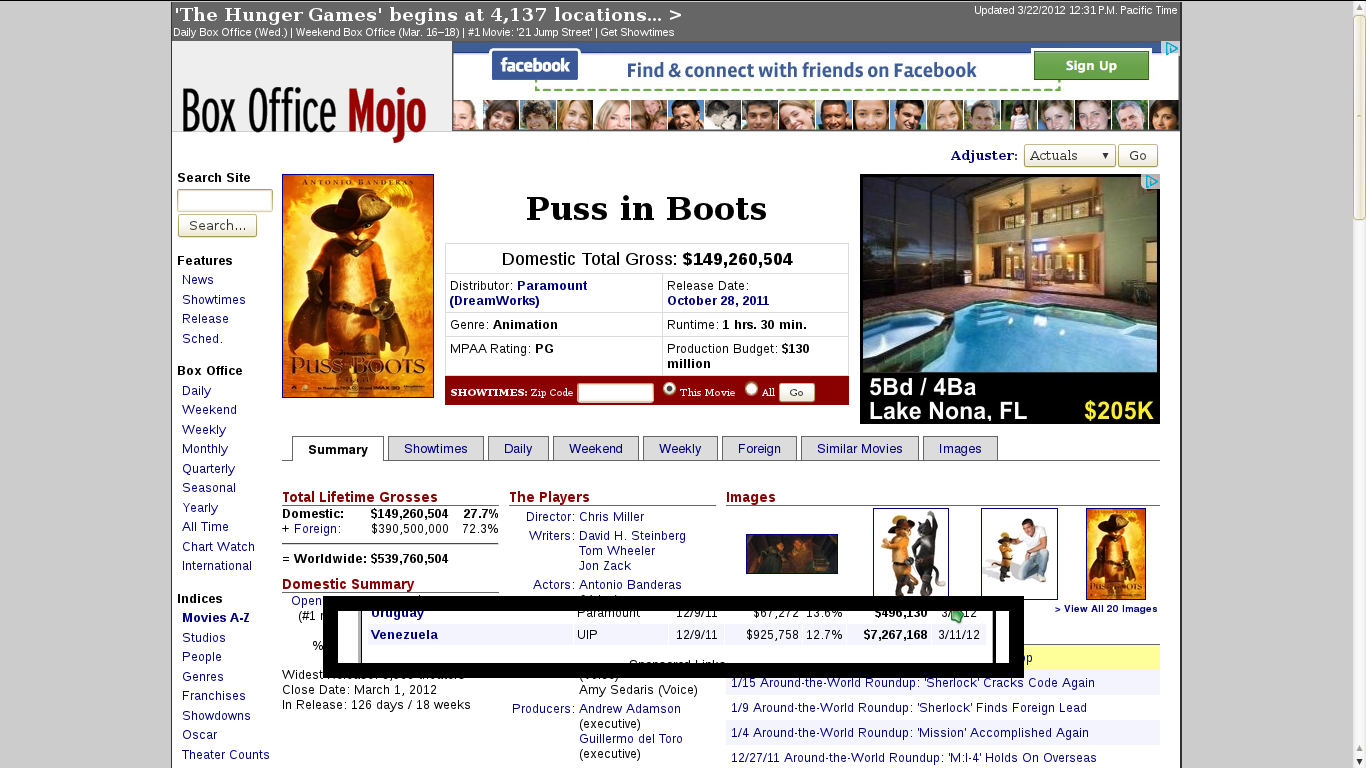 'The Hunger Games' begins at 4,137 locations... >
Updated 3/22/2012 12:31 P.M. Pacific Time
Daily Box Office (Wed.) | Weekend Box Office (Mar. 16–18) | #1 Movie: '21 Jump Street' | Get Showtimes
Box Office Mojo
facebook
Find & connect with friends on Facebook
Sign Up
Adjuster: Actuals Go
Search Site
Search...
Features
News
Showtimes
Release
Sched.
Box Office
Daily
Weekend
Weekly
Monthly
Quarterly
Seasonal
Yearly
All Time
Chart Watch
International
Indices
Movies A-Z
Studios
People
Genres
Franchises
Showdowns
Oscar
Theater Counts
ANTONIO BANDERAS
PUSS IN BOOTS
Puss in Boots
Domestic Total Gross: $149,260,504
Distributor: Paramount (DreamWorks)
Release Date: October 28, 2011
Genre: Animation
Runtime: 1 hrs. 30 min.
MPAA Rating: PG
Production Budget: $130 million
SHOWTIMES: Zip Code This Movie All Go
5Bd / 4Ba
Lake Nona, FL $205K
Summary Showtimes Daily Weekend Weekly Foreign Similar Movies Images
Total Lifetime Grosses
Domestic: $149,260,504 27.7%
+ Foreign: $390,500,000 72.3%
= Worldwide: $539,760,504
Domestic Summary
Open
(#1 r
%
Close Date: March 1, 2012
In Release: 126 days / 18 weeks
The Players
Director: Chris Miller
Writers: David H. Steinberg
Tom Wheeler
Jon Zack
Actors: Antonio Banderas
(Voice)
Amy Sedaris (Voice)
Producers: Andrew Adamson
(executive)
Guillermo del Toro
(executive)
Images
> View All 20 Images
Uruguay Paramount 12/9/11 $67,272 13.6% $496,130
Venezuela UIP 12/9/11 $925,758 12.7% $7,267,168 3/11/12
Sponsored Links
op
1/15 Around-the-World Roundup: 'Sherlock' Cracks Code Again
1/9 Around-the-World Roundup: 'Sherlock' Finds Foreign Lead
1/4 Around-the-World Roundup: 'Mission' Accomplished Again
12/27/11 Around-the-World Roundup: 'M:I-4' Holds On Overseas